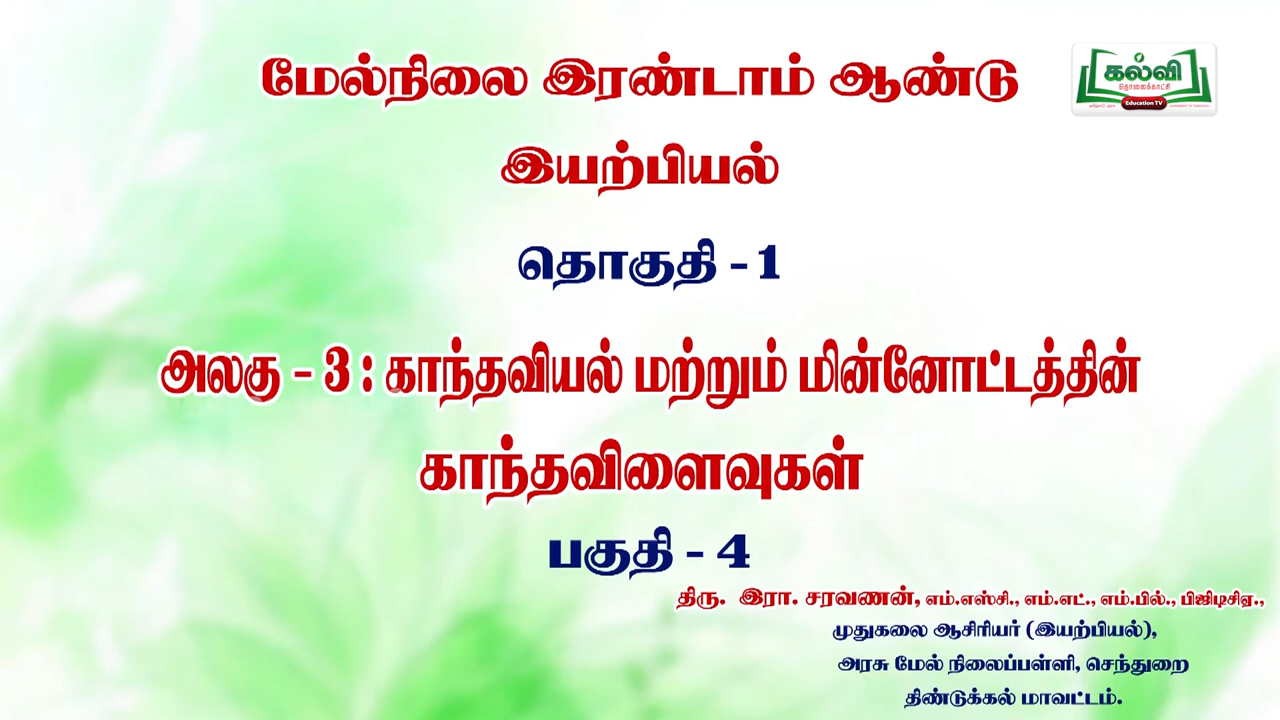 மேல்நிலை இரண்டாம் ஆண்டு
கல்வி
தொலைக்காட்சி
Education TV
இயற்பியல்
தொகுதி - 1
அலகு - 3 : காந்தவியல் மற்றும் மின்னோட்டத்தின்
காந்தவிளைவுகள்
பகுதி - 4
திரு. இரா. சரவணன், எம்.எஸ்சி., எம்.எட்., எம்.பில்., பிஜிடிசிஏ.,
முதுகலை ஆசிரியர் (இயற்பியல்),
அரசு மேல் நிலைப்பள்ளி, செந்துறை
திண்டுக்கல் மாவட்டம்.